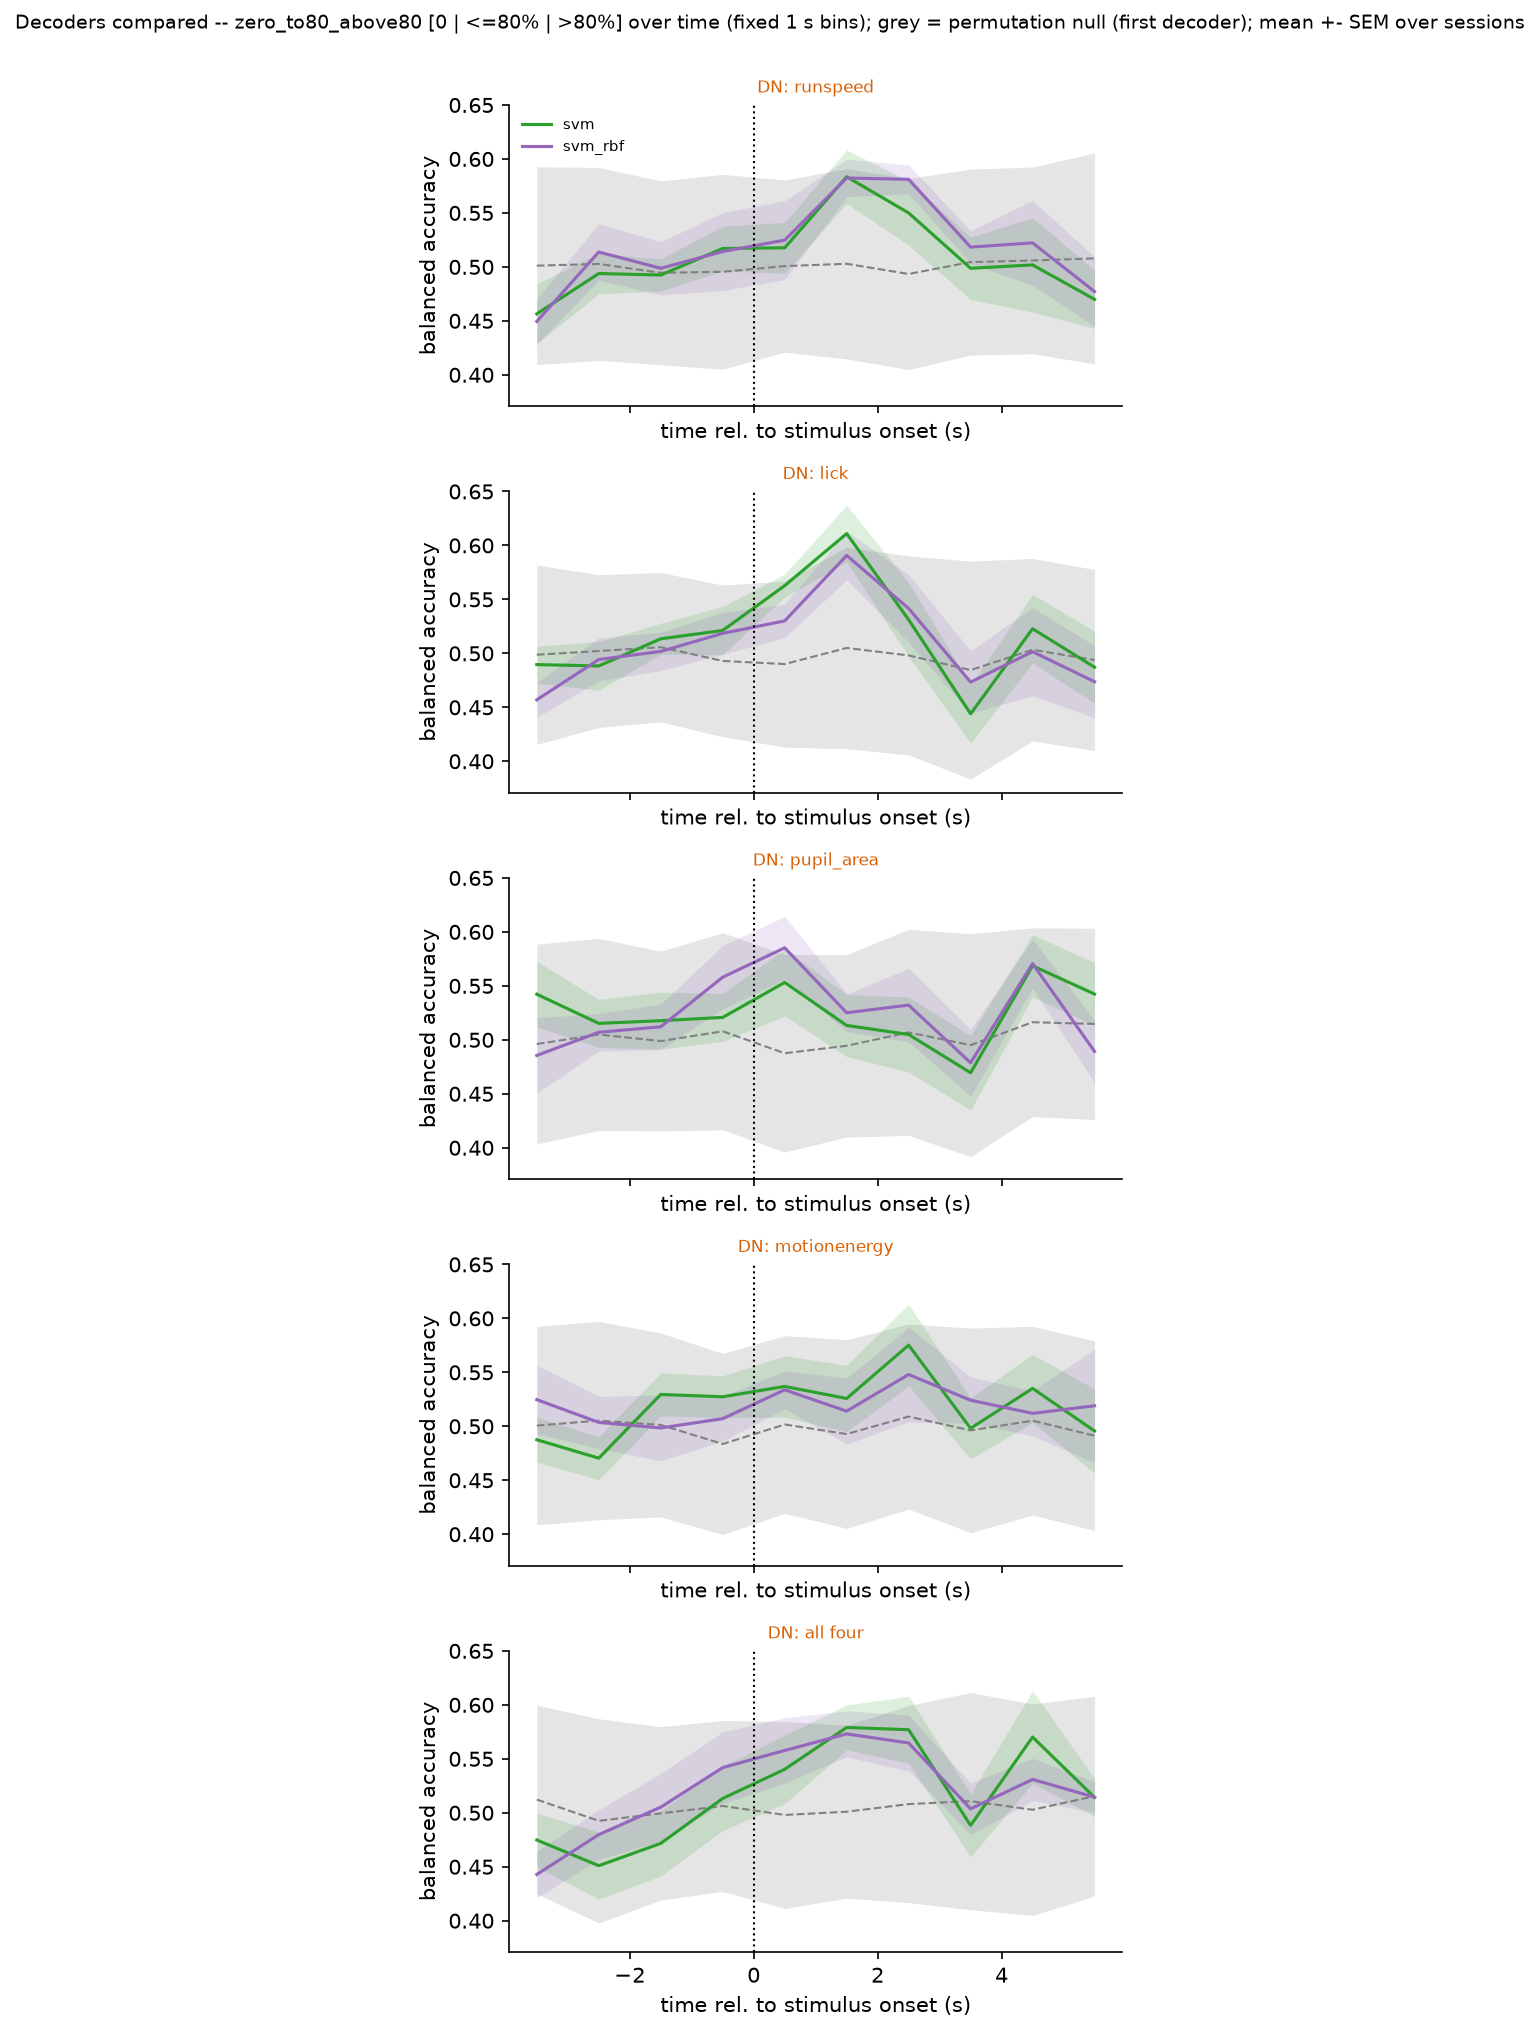 Decoders compared -- zero_to80_above80 [0 | <=80% | >80%] over time (fixed 1 s bins); grey = permutation null (first decoder); mean +- SEM over sessions
DN: runspeed
svm
svm_rbf
0.65
0.60
0.55
0.50
0.45
0.40
balanced accuracy
time rel. to stimulus onset (s)
DN: lick
0.65
0.60
0.55
0.50
0.45
0.40
balanced accuracy
time rel. to stimulus onset (s)
DN: pupil_area
0.65
0.60
0.55
0.50
0.45
0.40
balanced accuracy
time rel. to stimulus onset (s)
DN: motionenergy
0.65
0.60
0.55
0.50
0.45
0.40
balanced accuracy
time rel. to stimulus onset (s)
DN: all four
0.65
0.60
0.55
0.50
0.45
0.40
balanced accuracy
−2 0 2 4
time rel. to stimulus onset (s)